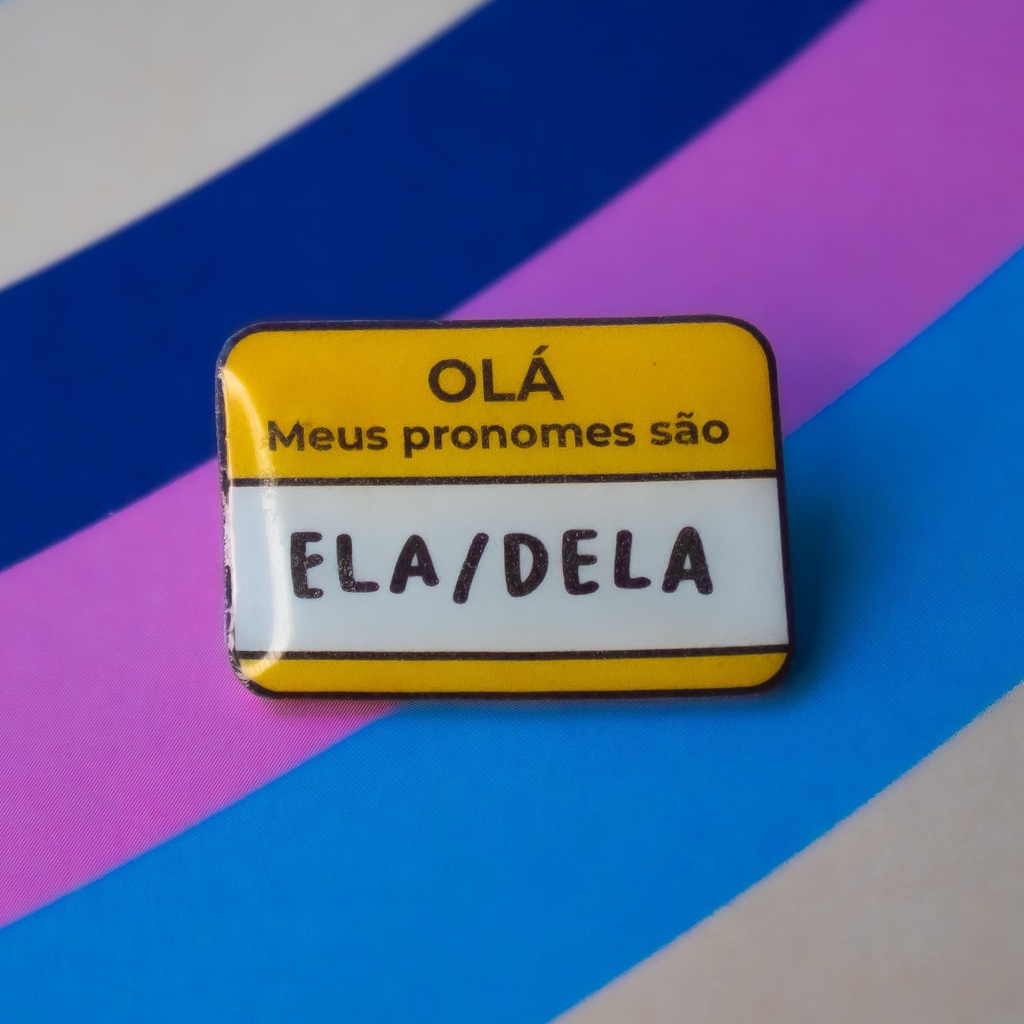 OLÁ
Meus pronomes são
ELA/DELA